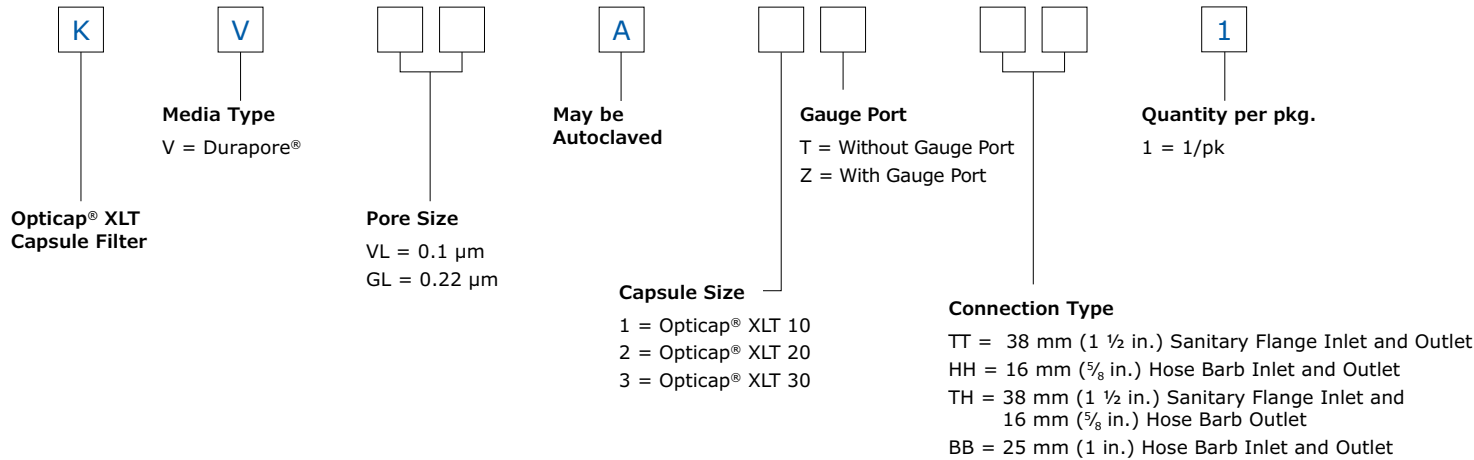 K V A 1
Media Type
V = Durapore®
May be
Autoclaved
Gauge Port
T = Without Gauge Port
Z = With Gauge Port
Quantity per pkg.
1 = 1/pk
Opticap® XLT
Capsule Filter
Pore Size
VL = 0.1 µm
GL = 0.22 µm
Capsule Size
1 = Opticap® XLT 10
2 = Opticap® XLT 20
3 = Opticap® XLT 30
Connection Type
TT = 38 mm (1 ½ in.) Sanitary Flange Inlet and Outlet
HH = 16 mm (⅝ in.) Hose Barb Inlet and Outlet
TH = 38 mm (1 ½ in.) Sanitary Flange Inlet and
16 mm (⅝ in.) Hose Barb Outlet
BB = 25 mm (1 in.) Hose Barb Inlet and Outlet